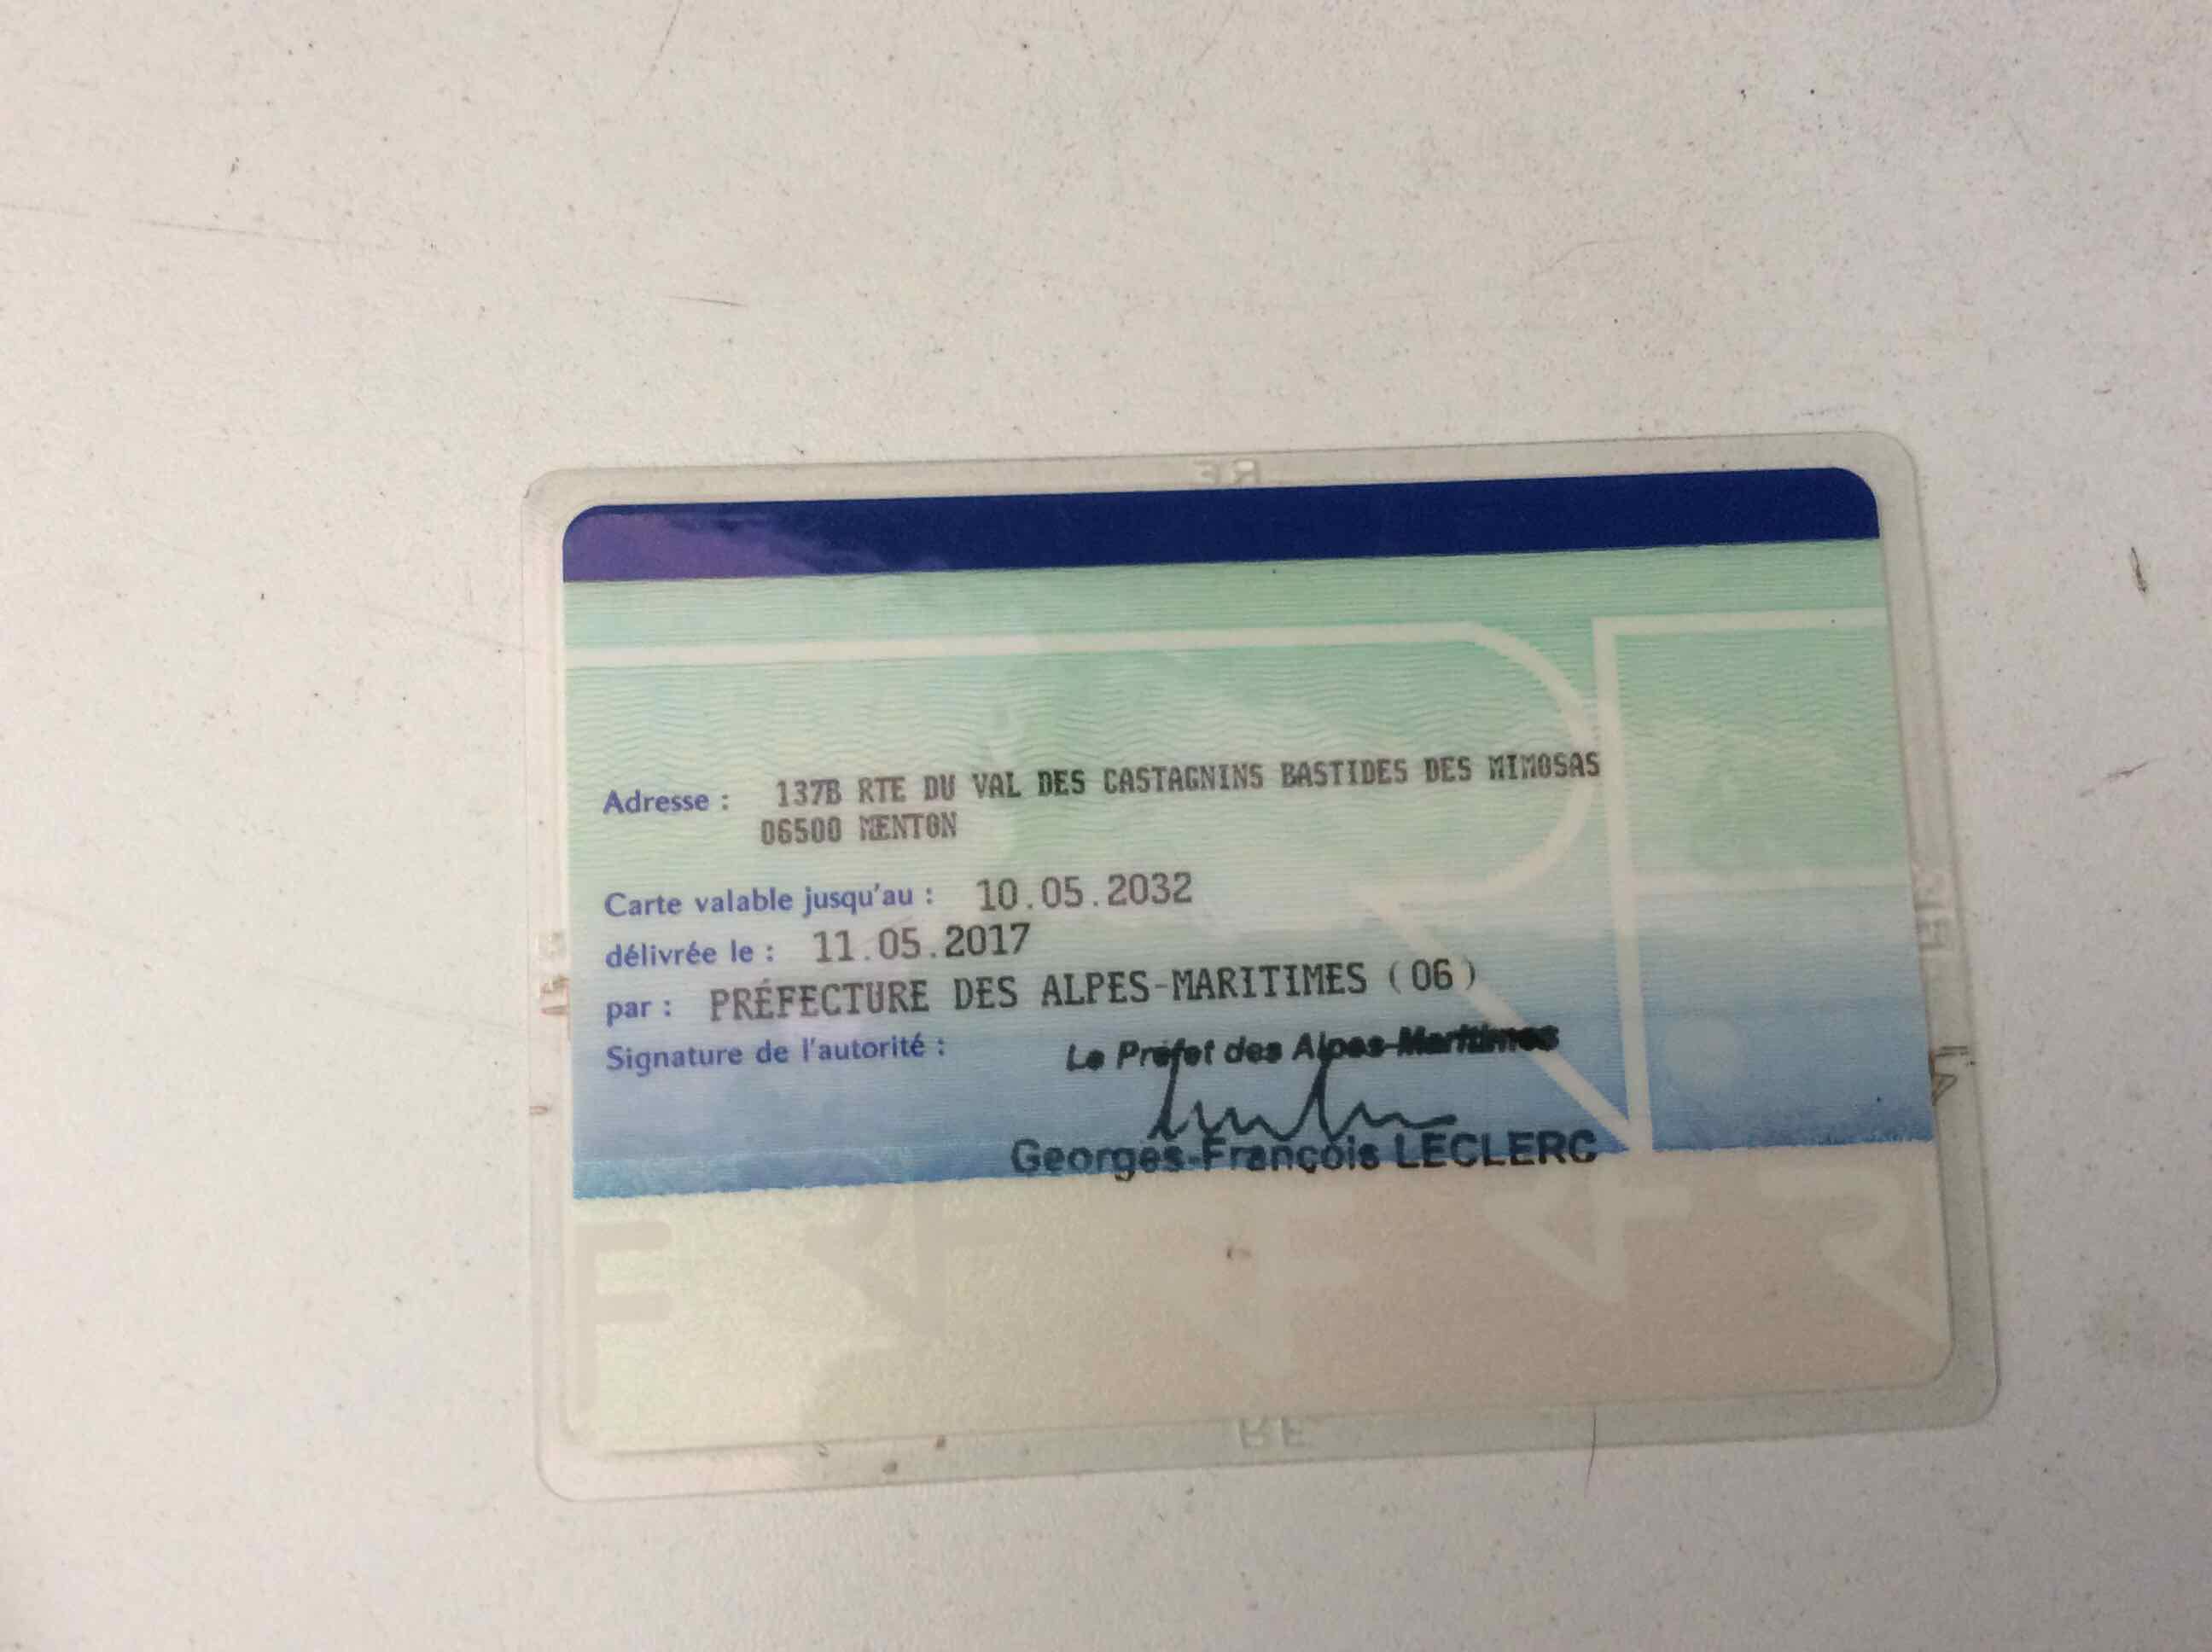 RF
Adresse : 137B RTE DU VAL DES CASTAGNINS BASTIDES DES MIMOSAS
06500 MENTON
Carte valable jusqu'au : 10.05.2032
délivrée le : 11.05.2017
par : PRÉFECTURE DES ALPES-MARITIMES (06)
Signature de l'autorité :
Le Préfet des Alpes-Maritimes
Georges-François LECLERC
RF